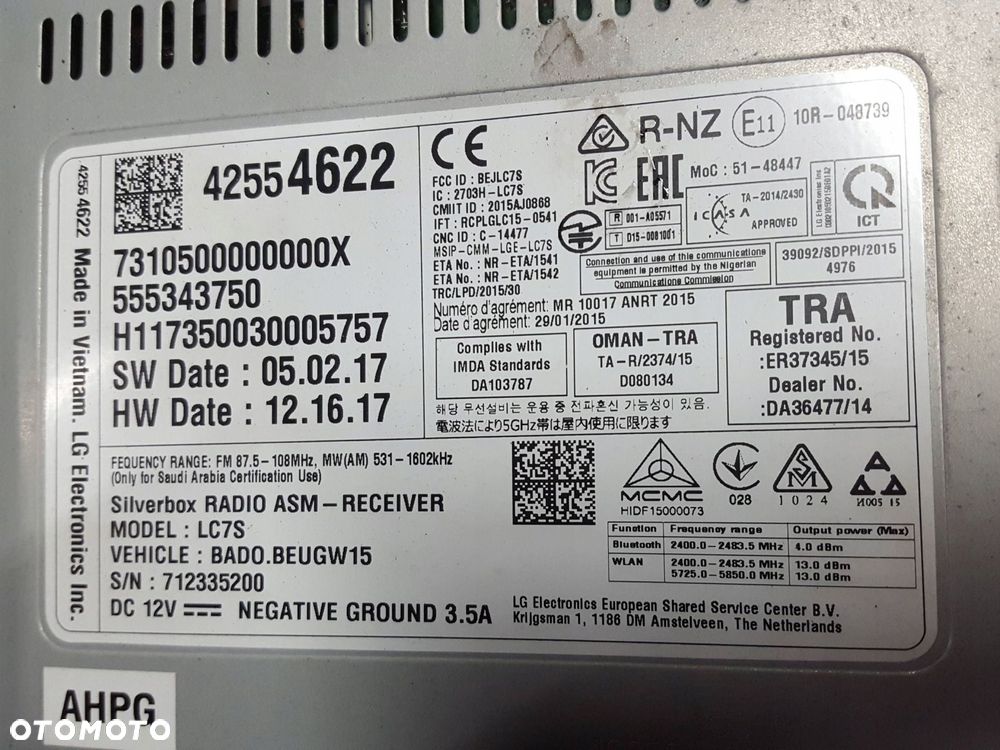 42554622 Made in Vietnam. LG Electronics Inc.
42554622
7310500000000X
555343750
H117350030005757
SW Date : 05.02.17
HW Date : 12.16.17
CE
R-NZ
E11
10R-048739
FCC ID : BEJLC7S
IC : 2703H-LC7S
CMIIT ID : 2015AJ0868
IFT : RCPLGLC15-0541
CNC ID : C-14477
MSIP-CMM-LGE-LC7S
ETA No. : NR-ETA/1541
ETA No. : NR-ETA/1542
TRC/LPD/2015/30
EAC
MoC : 51-48447
R 001-A05571
T D15-0081001
ICASA
TA-2014/2430
APPROVED
LG Electronics Inc
ICT
Connection and use of this communications
equipment is permitted by the Nigerian
Communications Commission
39092/SDPPI/2015
4976
Numéro d'agrément: MR 10017 ANRT 2015
Date d'agrément: 29/01/2015
Complies with
IMDA Standards
DA103787
OMAN-TRA
TA-R/2374/15
D080134
TRA
Registered No.
:ER37345/15
Dealer No.
:DA36477/14
해당 무선설비는 운용 중 전파혼신 가능성이 있음.
電波法により5GHz帯は屋内使用に限ります
FEQUENCY RANGE: FM 87.5-108MHz, MW(AM) 531-1602kHz
(Only for Saudi Arabia Certification Use)
Silverbox RADIO ASM-RECEIVER
MODEL : LC7S
VEHICLE : BADO.BEUGW15
S/N : 712335200
DC 12V NEGATIVE GROUND 3.5A
MCMC
HIDF15000073
028
1024
И005 15
Function Frequency range Output power (Max)
Bluetooth 2400.0-2483.5 MHz 4.0 dBm
WLAN 2400.0-2483.5 MHz 13.0 dBm
5725.0-5850.0 MHz 13.0 dBm
LG Electronics European Shared Service Center B.V.
Krijgsman 1, 1186 DM Amstelveen, The Netherlands
AHPG
OTOMOTO